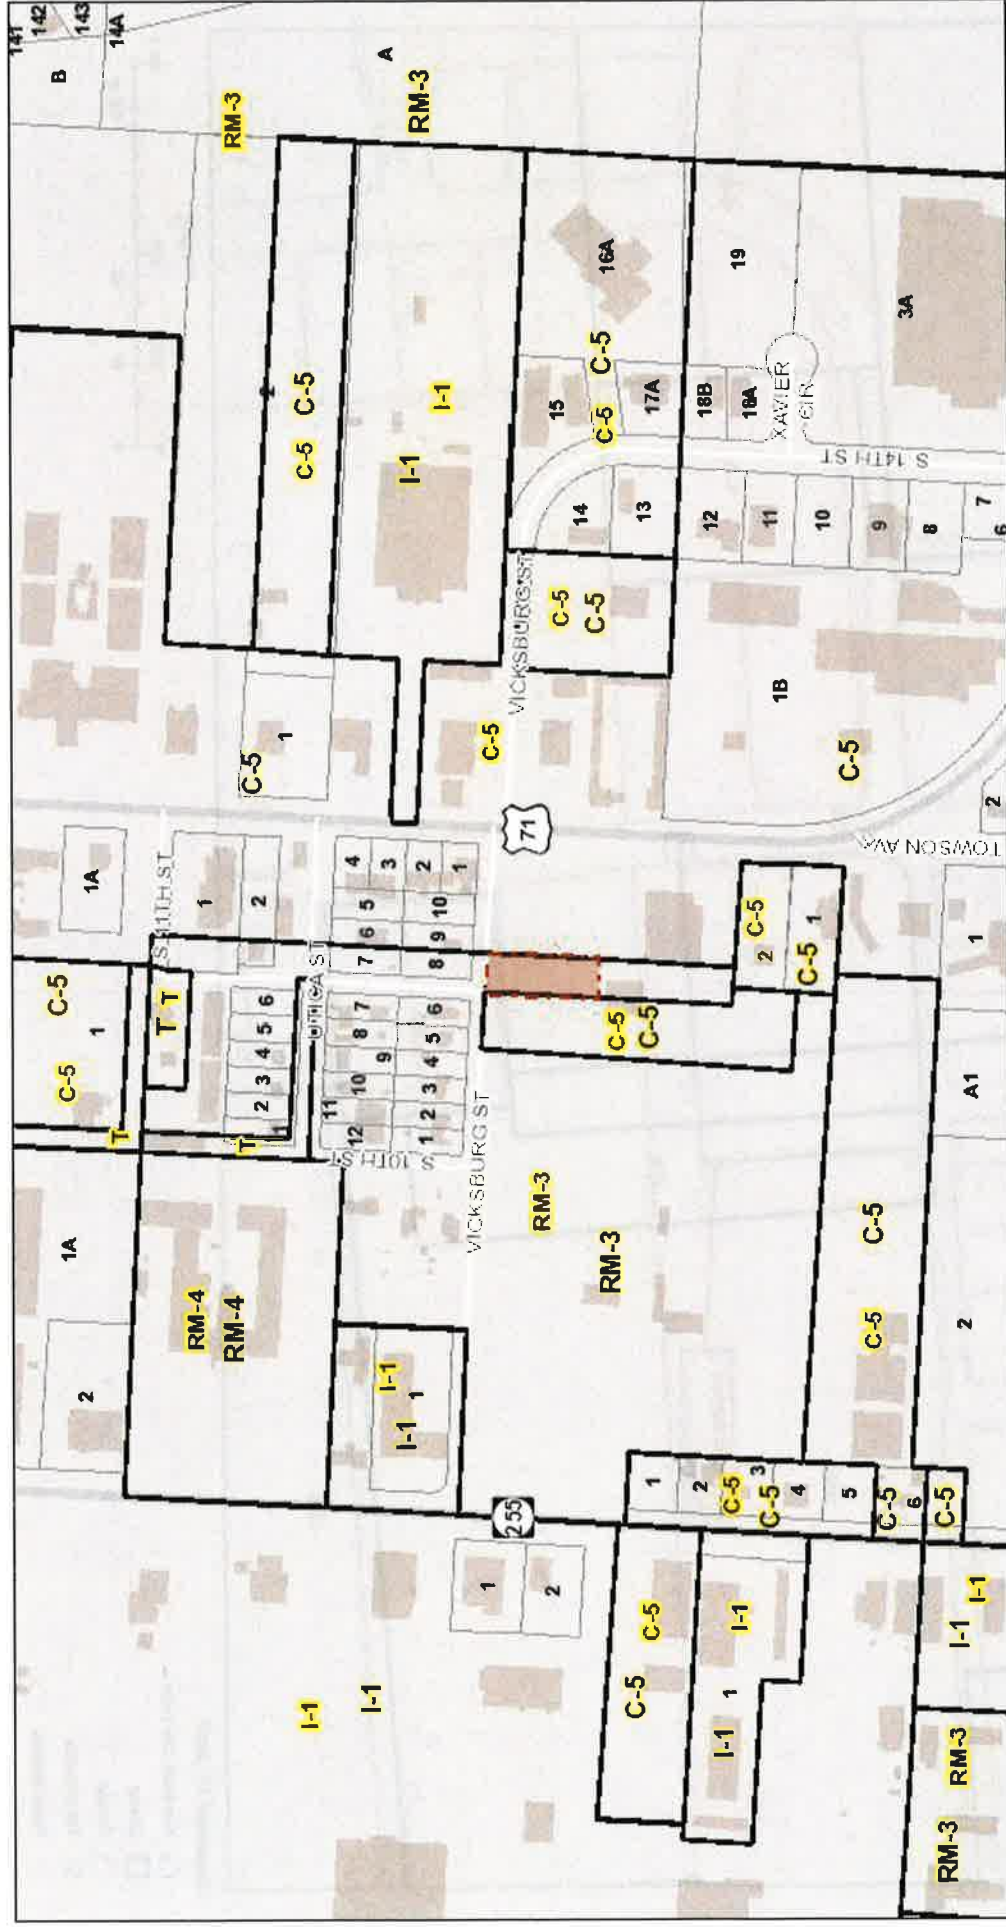 1A
C-5
1
C-5
T
T T
S 11TH ST
1A
141
142
143
14A
B
2
RM-4
RM-4
T
1
2
3
4
5
6
1
2
C-5
1
C-5 C-5
RM-3
I-1
I-1
UTICA ST
S 10TH ST
12
11
10
9
8
7
7
6
5
4
3
I-1
1
I-1
1
2
3
4
5
6
8
9
10
2
1
I-1
I-1
A
RM-3
1
2
255
VICKSBURG ST
71
C-5
VICKSBURG ST
15
14
13
C-5
C-5
C-5
C-5
16A
17A
RM-3
RM-3
C-5
C-5
C-5
C-5
I-1
1
I-1
1
2
3
4
5
6
C-5
C-5
C-5
C-5
2
C-5
1
C-5
C-5
C-5
1B
18B
18A
19
XAVIER
CIR
S 14TH ST
12
11
10
9
8
7
6
3A
RM-3
RM-3
I-1
I-1
2
A1
1
TOWSON AVE
2